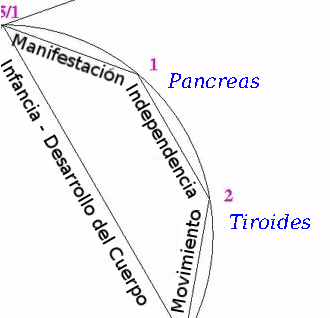 5/1
Manifestación
1
Pancreas
Independencia
2
Tiroides
Movimiento
Infancia - Desarrollo del Cuerpo